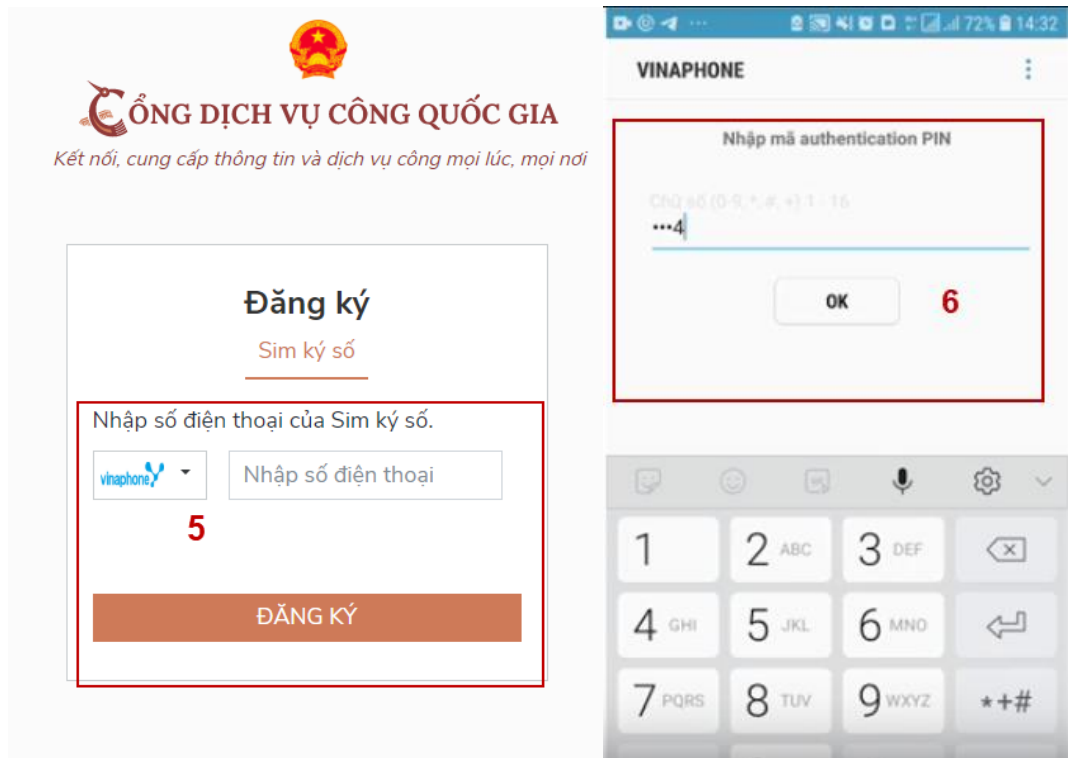 CỔNG DỊCH VỤ CÔNG QUỐC GIA
Kết nối, cung cấp thông tin và dịch vụ công mọi lúc, mọi nơi
Đăng ký
Sim ký số
Nhập số điện thoại của Sim ký số.
vinaphone
Nhập số điện thoại
5
ĐĂNG KÝ
72% 14:32
VINAPHONE
Nhập mã authentication PIN
Chữ số (0-9, *, #, +) 1 - 16
•••4
OK
6
1
2 ABC
3 DEF
4 GHI
5 JKL
6 MNO
7 PQRS
8 TUV
9 WXYZ
*+#